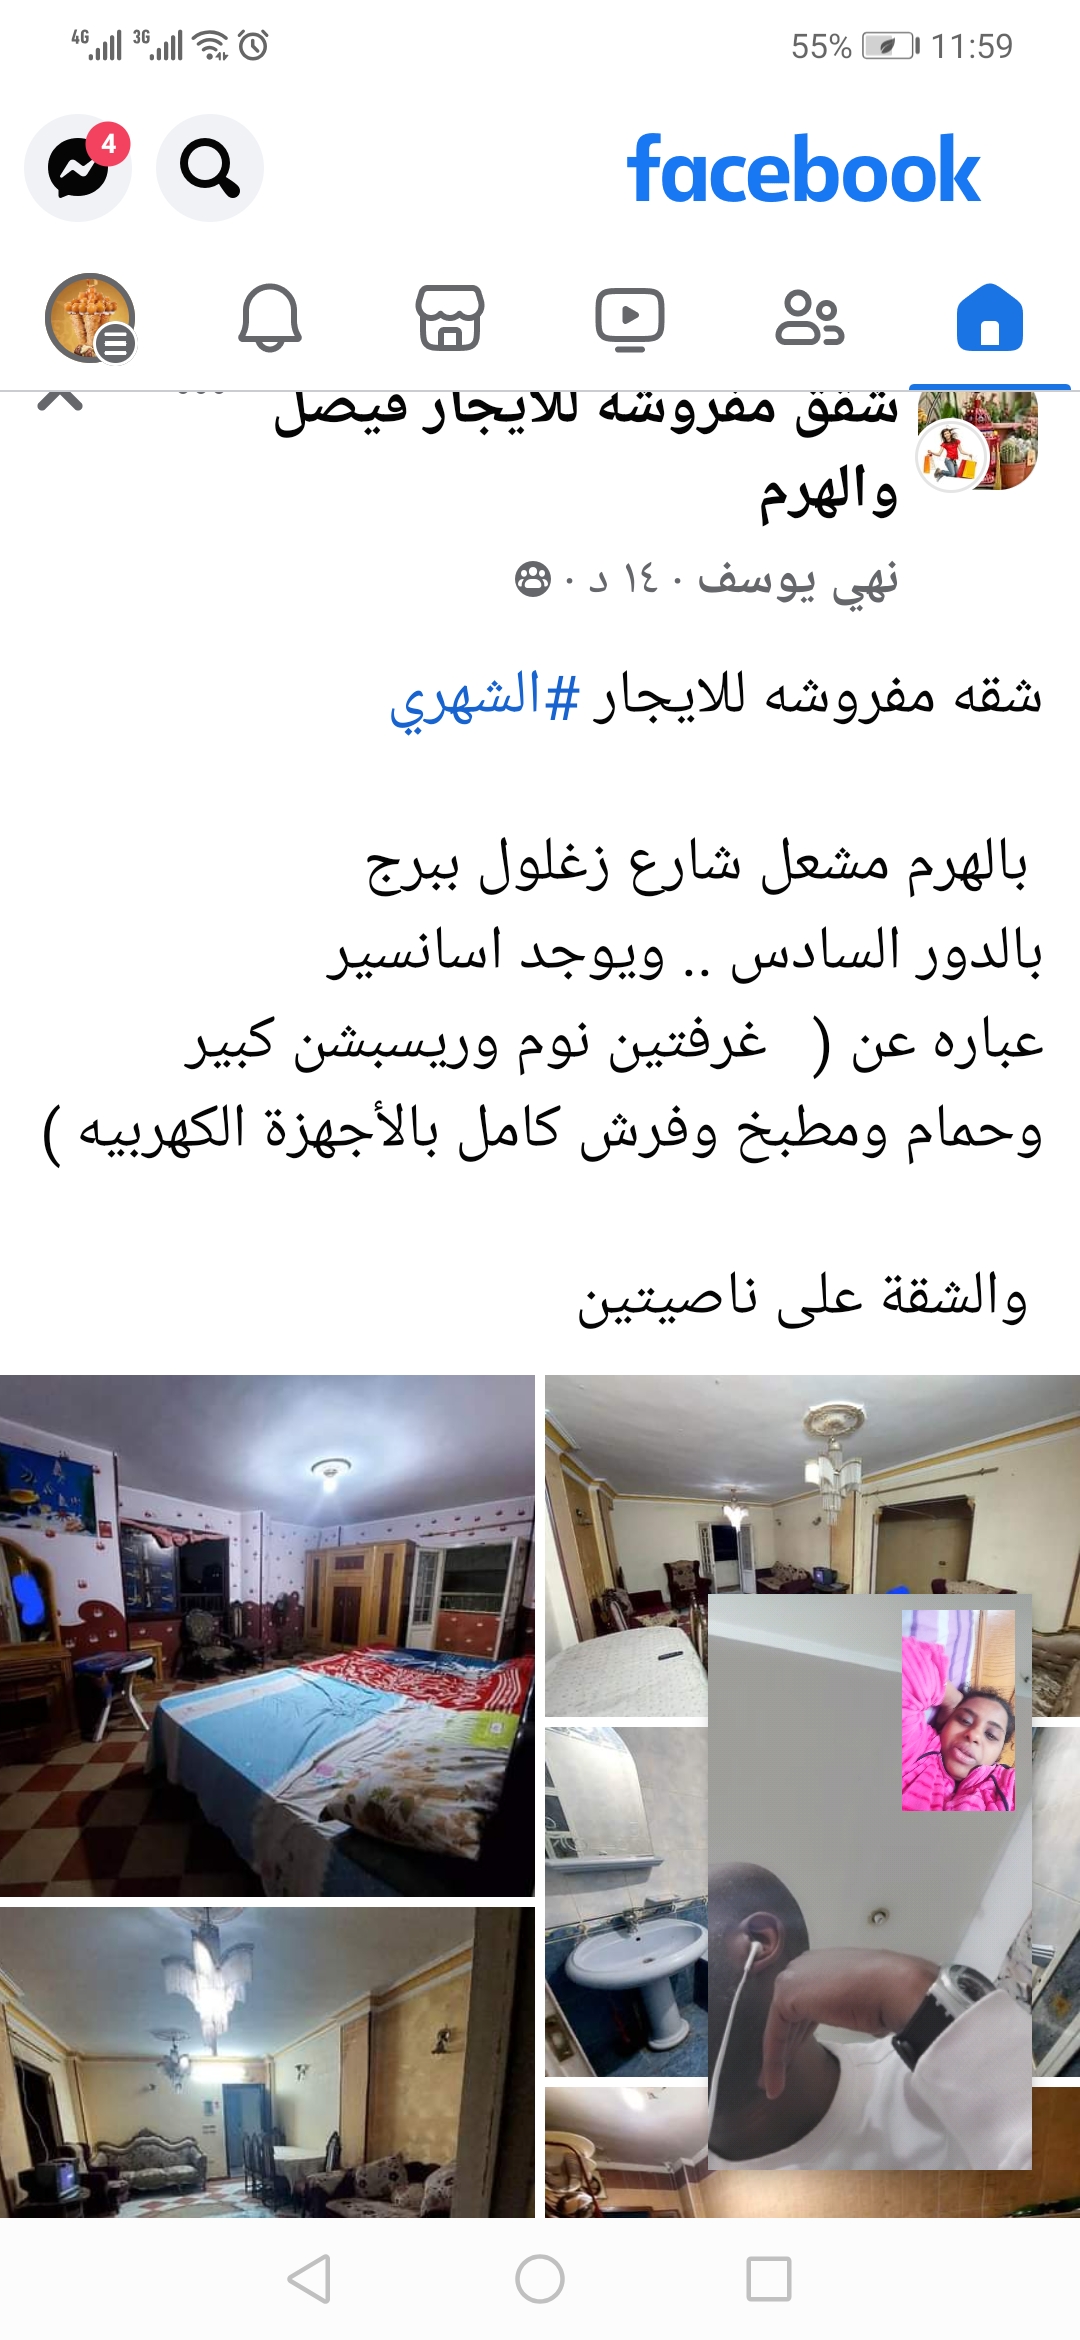 4G 3G 55% 11:59
4
facebook
شقق مفروشه للايجار فيصل
والهرم
نهي يوسف · ١٤ د ·
شقه مفروشه للايجار #الشهري
بالهرم مشعل شارع زغلول ببرج
بالدور السادس .. ويوجد اسانسير
عباره عن ( غرفتين نوم وريسبشن كبير
وحمام ومطبخ وفرش كامل بالأجهزة الكهربيه )
والشقة على ناصيتين